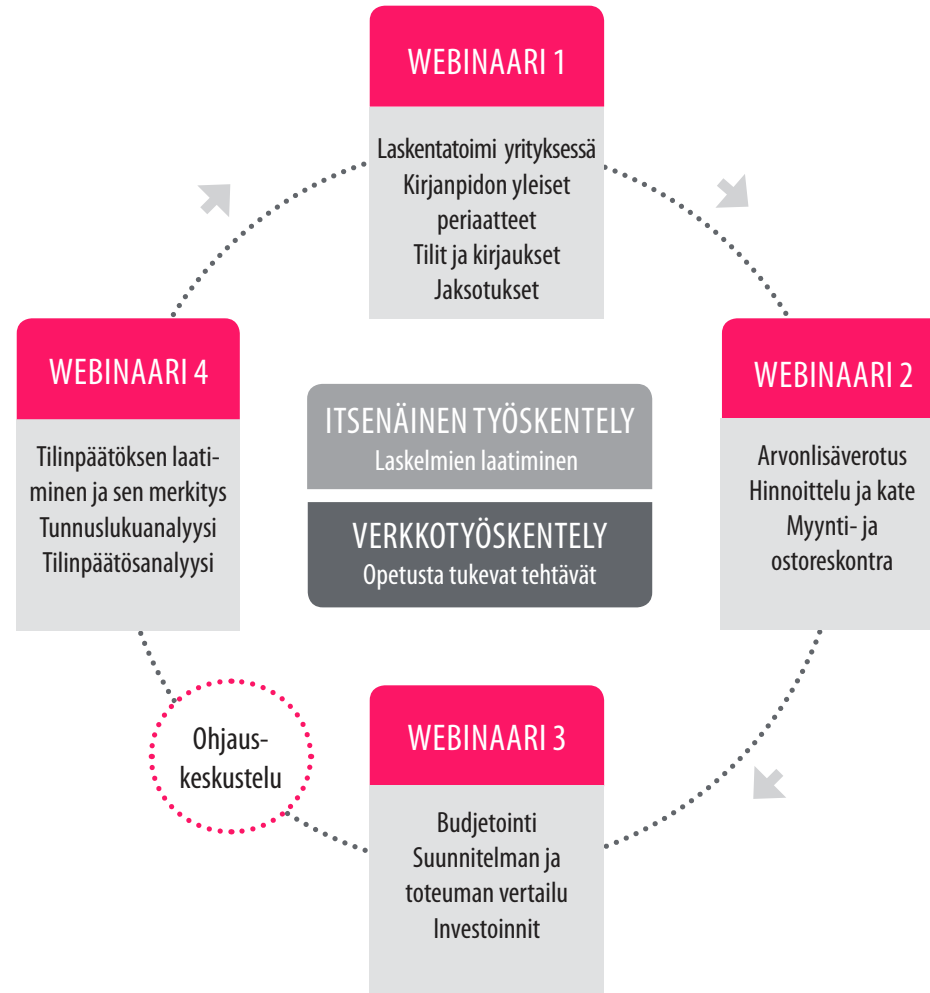 WEBINAARI 1
Laskentatoimi yrityksessä
Kirjanpidon yleiset
periaatteet
Tilit ja kirjaukset
Jaksotukset
WEBINAARI 2
Arvonlisäverotus
Hinnoittelu ja kate
Myynti- ja
ostoreskontra
WEBINAARI 3
Budjetointi
Suunnitelman ja
toteuman vertailu
Investoinnit
Ohjaus-
keskustelu
WEBINAARI 4
Tilinpäätöksen laati-
minen ja sen merkitys
Tunnuslukuanalyysi
Tilinpäätösanalyysi
ITSENÄINEN TYÖSKENTELY
Laskelmien laatiminen
VERKKOTYÖSKENTELY
Opetusta tukevat tehtävät